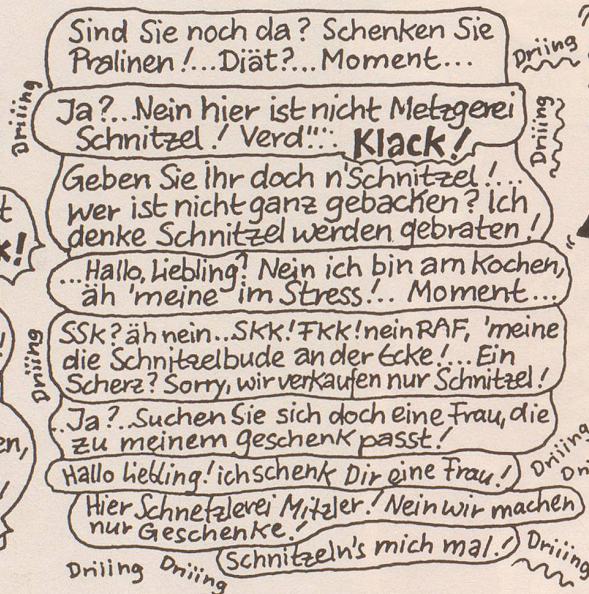 Sind Sie noch da? Schenken Sie
Pralinen!...Diät?... Moment...
Driing
Driiing
Ja?...Nein hier ist nicht Metzgerei
Schnitzel! Verd"":. Klack!
Driiing
Geben Sie ihr doch n'Schnitzel!...
wer ist nicht ganz gebacken? Ich
denke Schnitzel werden gebraten!
...Hallo, Liebling? Nein ich bin am Kochen,
äh 'meine' im Stress!.. Moment...
Driiing
SSK? äh nein...SKK! FKK! nein RAF, 'meine
die Schnitzelbude an der Ecke!... Ein
Scherz? Sorry, wir verkaufen nur Schnitzel!
..Ja?..Suchen Sie sich doch eine Frau, die
zu meinem Geschenk passt!
Hallo Liebling! ich schenk Dir eine Frau!
Driiing
Hier Schnetzlerei Mitzler! Nein wir machen
nur Geschenke!
Schnitzeln's mich mal!
Driiing
Driiing
Driiing